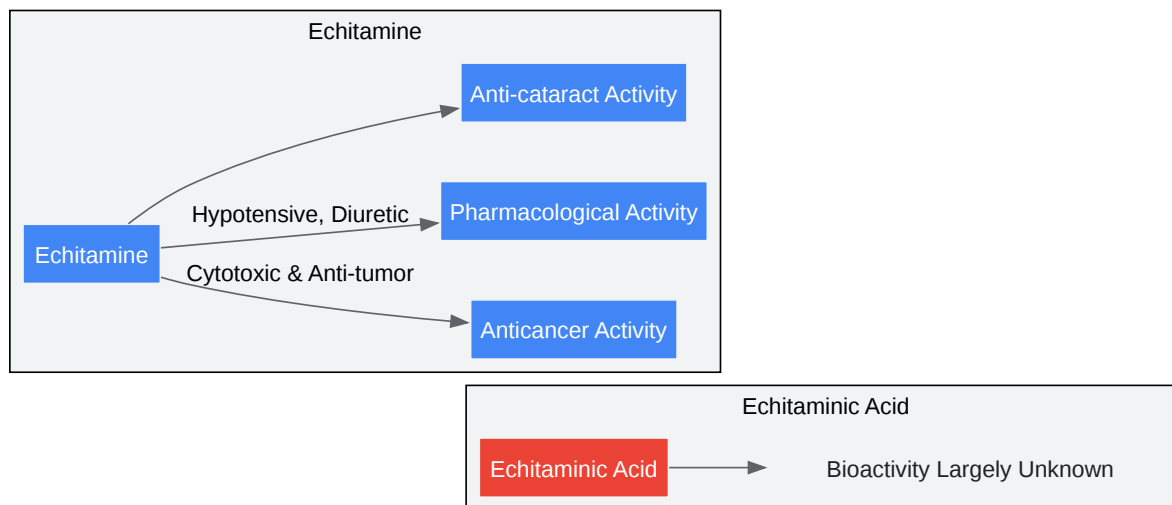 Echitamine
Anti-cataract Activity
Hypotensive, Diuretic
Pharmacological Activity
Echitamine
Cytotoxic & Anti-tumor
Anticancer Activity
Echitaminic Acid
Echitaminic Acid
Bioactivity Largely Unknown